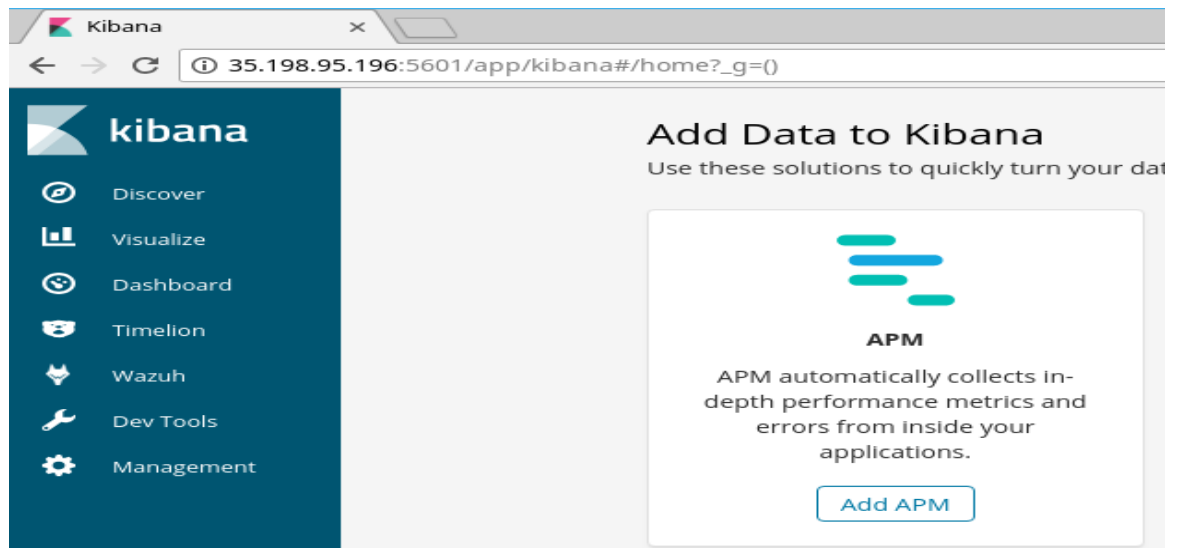 Kibana
35.198.95.196:5601/app/kibana#/home?_g=()
kibana
Discover
Visualize
Dashboard
Timelion
Wazuh
Dev Tools
Management
Add Data to Kibana
Use these solutions to quickly turn your dat
APM
APM automatically collects in-
depth performance metrics and
errors from inside your
applications.
Add APM